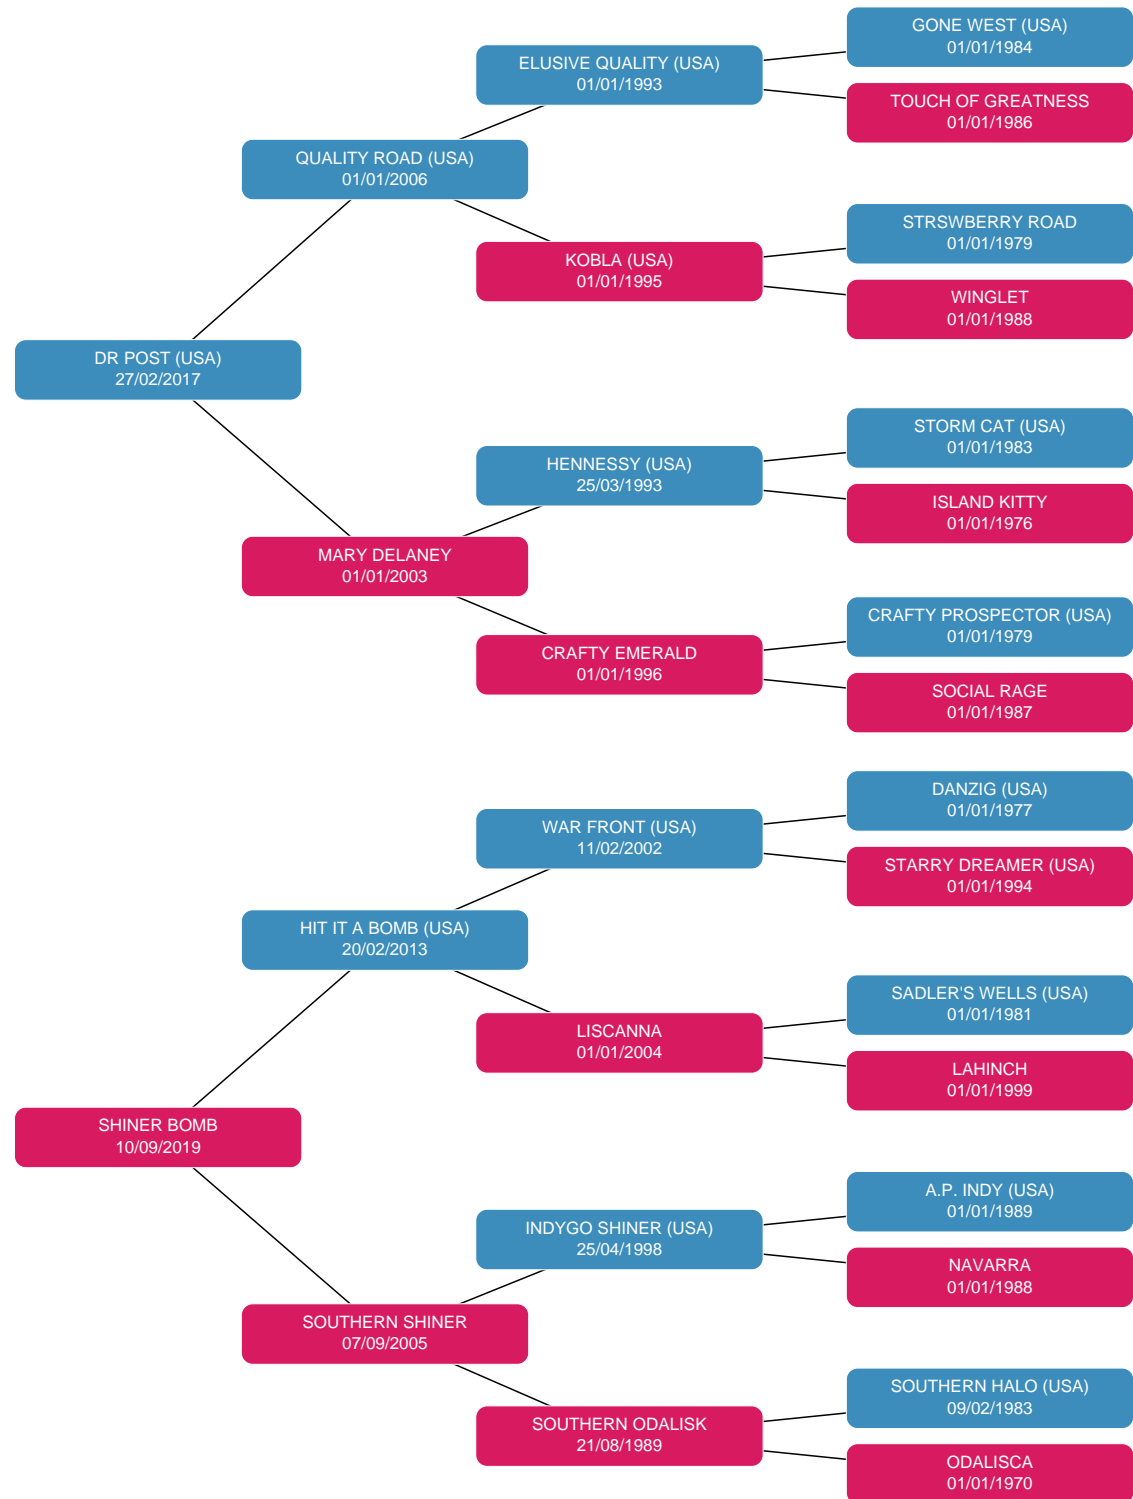 GONE WEST (USA)
01/01/1984
ELUSIVE QUALITY (USA)
01/01/1993
TOUCH OF GREATNESS
01/01/1986
QUALITY ROAD (USA)
01/01/2006
STRSWBERRY ROAD
01/01/1979
KOBLA (USA)
01/01/1995
WINGLET
01/01/1988
DR POST (USA)
27/02/2017
STORM CAT (USA)
01/01/1983
HENNESSY (USA)
25/03/1993
ISLAND KITTY
01/01/1976
MARY DELANEY
01/01/2003
CRAFTY PROSPECTOR (USA)
01/01/1979
CRAFTY EMERALD
01/01/1996
SOCIAL RAGE
01/01/1987
DANZIG (USA)
01/01/1977
WAR FRONT (USA)
11/02/2002
STARRY DREAMER (USA)
01/01/1994
HIT IT A BOMB (USA)
20/02/2013
SADLER'S WELLS (USA)
01/01/1981
LISCANNA
01/01/2004
LAHINCH
01/01/1999
SHINER BOMB
10/09/2019
A.P. INDY (USA)
01/01/1989
INDYGO SHINER (USA)
25/04/1998
NAVARRA
01/01/1988
SOUTHERN SHINER
07/09/2005
SOUTHERN HALO (USA)
09/02/1983
SOUTHERN ODALISK
21/08/1989
ODALISCA
01/01/1970